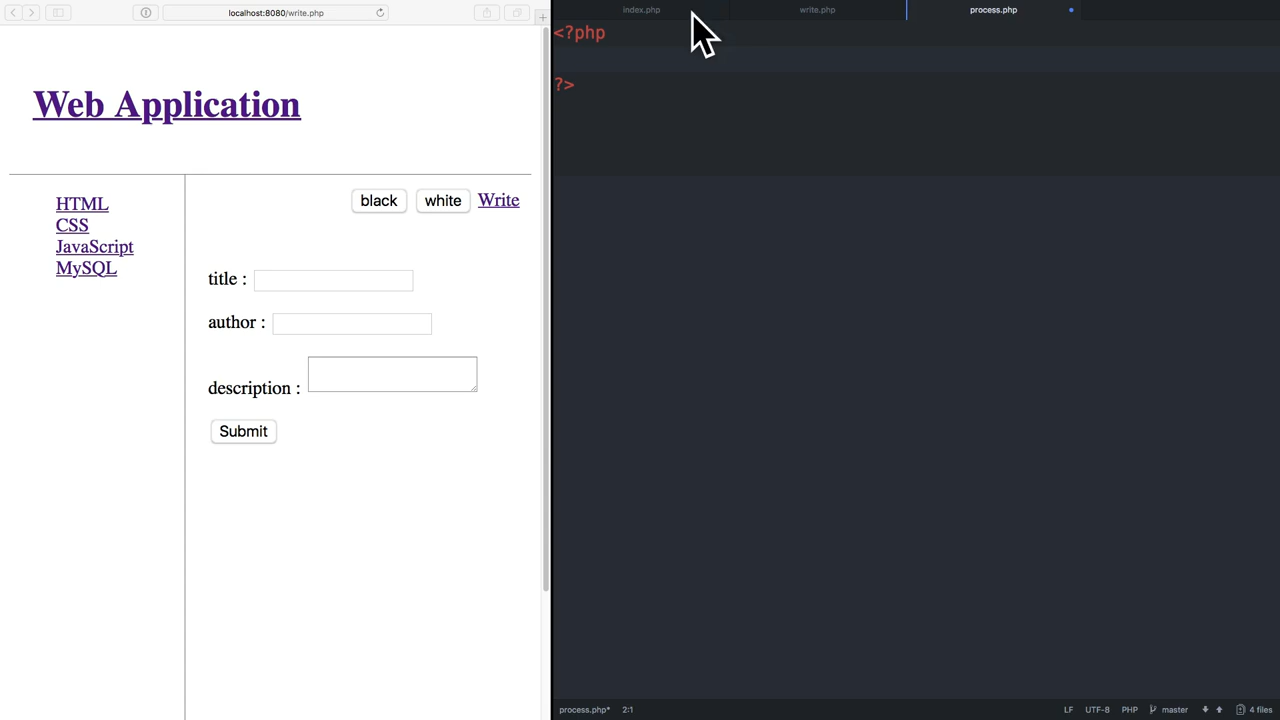 localhost:8080/write.php
Web Application
HTML
CSS
JavaScript
MySQL
black white Write
title :
author :
description :
Submit
index.php write.php process.php
<?php
?>
process.php* 2:1 LF UTF-8 PHP master 4 files